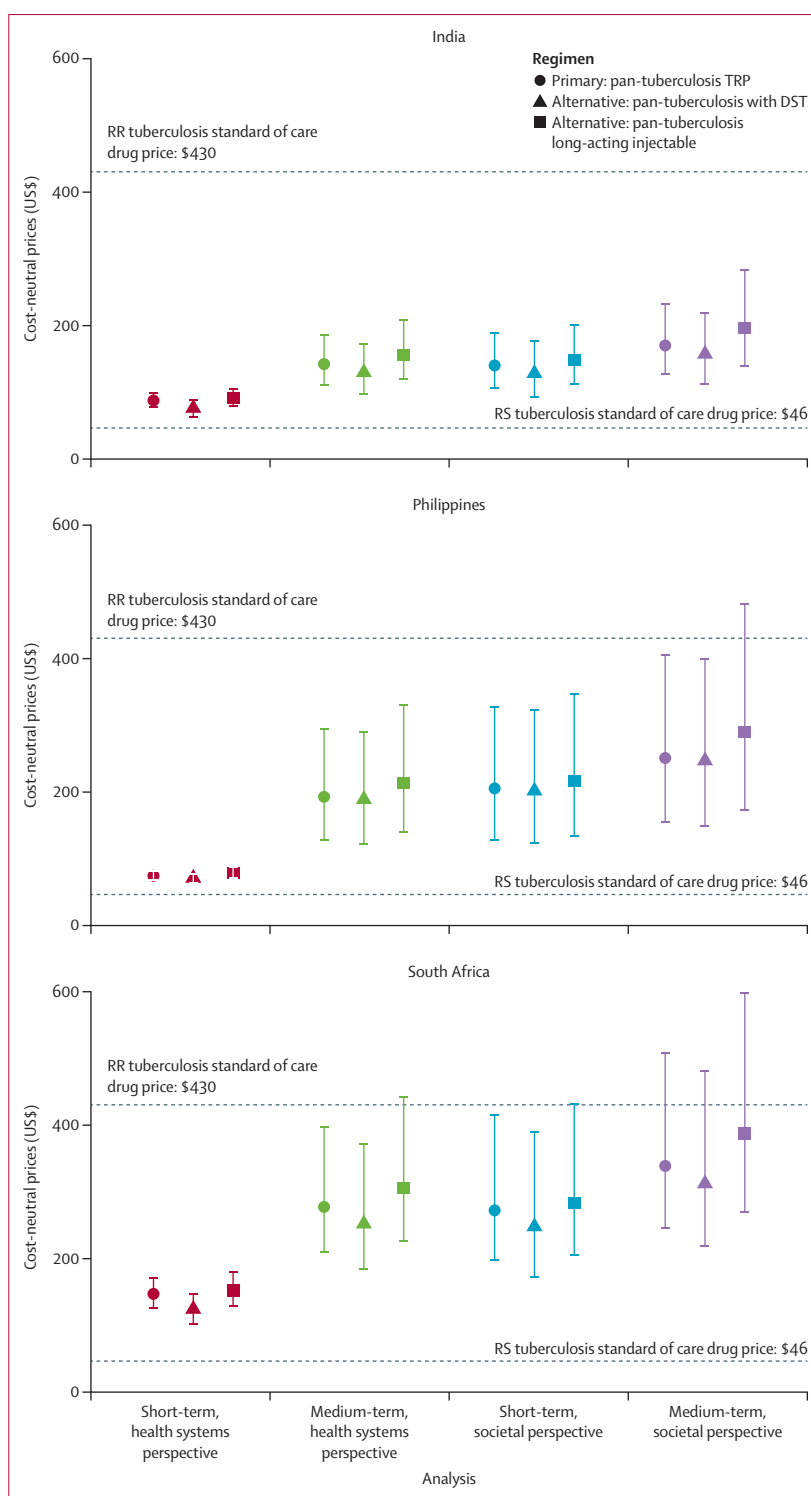 India
600
400
200
0
Cost-neutral prices (US$)
Regimen
Primary: pan-tuberculosis TRP
Alternative: pan-tuberculosis with DST
Alternative: pan-tuberculosis
long-acting injectable
RR tuberculosis standard of care
drug price: $430
RS tuberculosis standard of care drug price: $46
Philippines
600
400
200
0
Cost-neutral prices (US$)
RR tuberculosis standard of care
drug price: $430
RS tuberculosis standard of care drug price: $46
South Africa
600
400
200
0
Cost-neutral prices (US$)
RR tuberculosis standard of care
drug price: $430
RS tuberculosis standard of care drug price: $46
Short-term,
health systems
perspective
Medium-term,
health systems
perspective
Short-term,
societal perspective
Medium-term,
societal perspective
Analysis